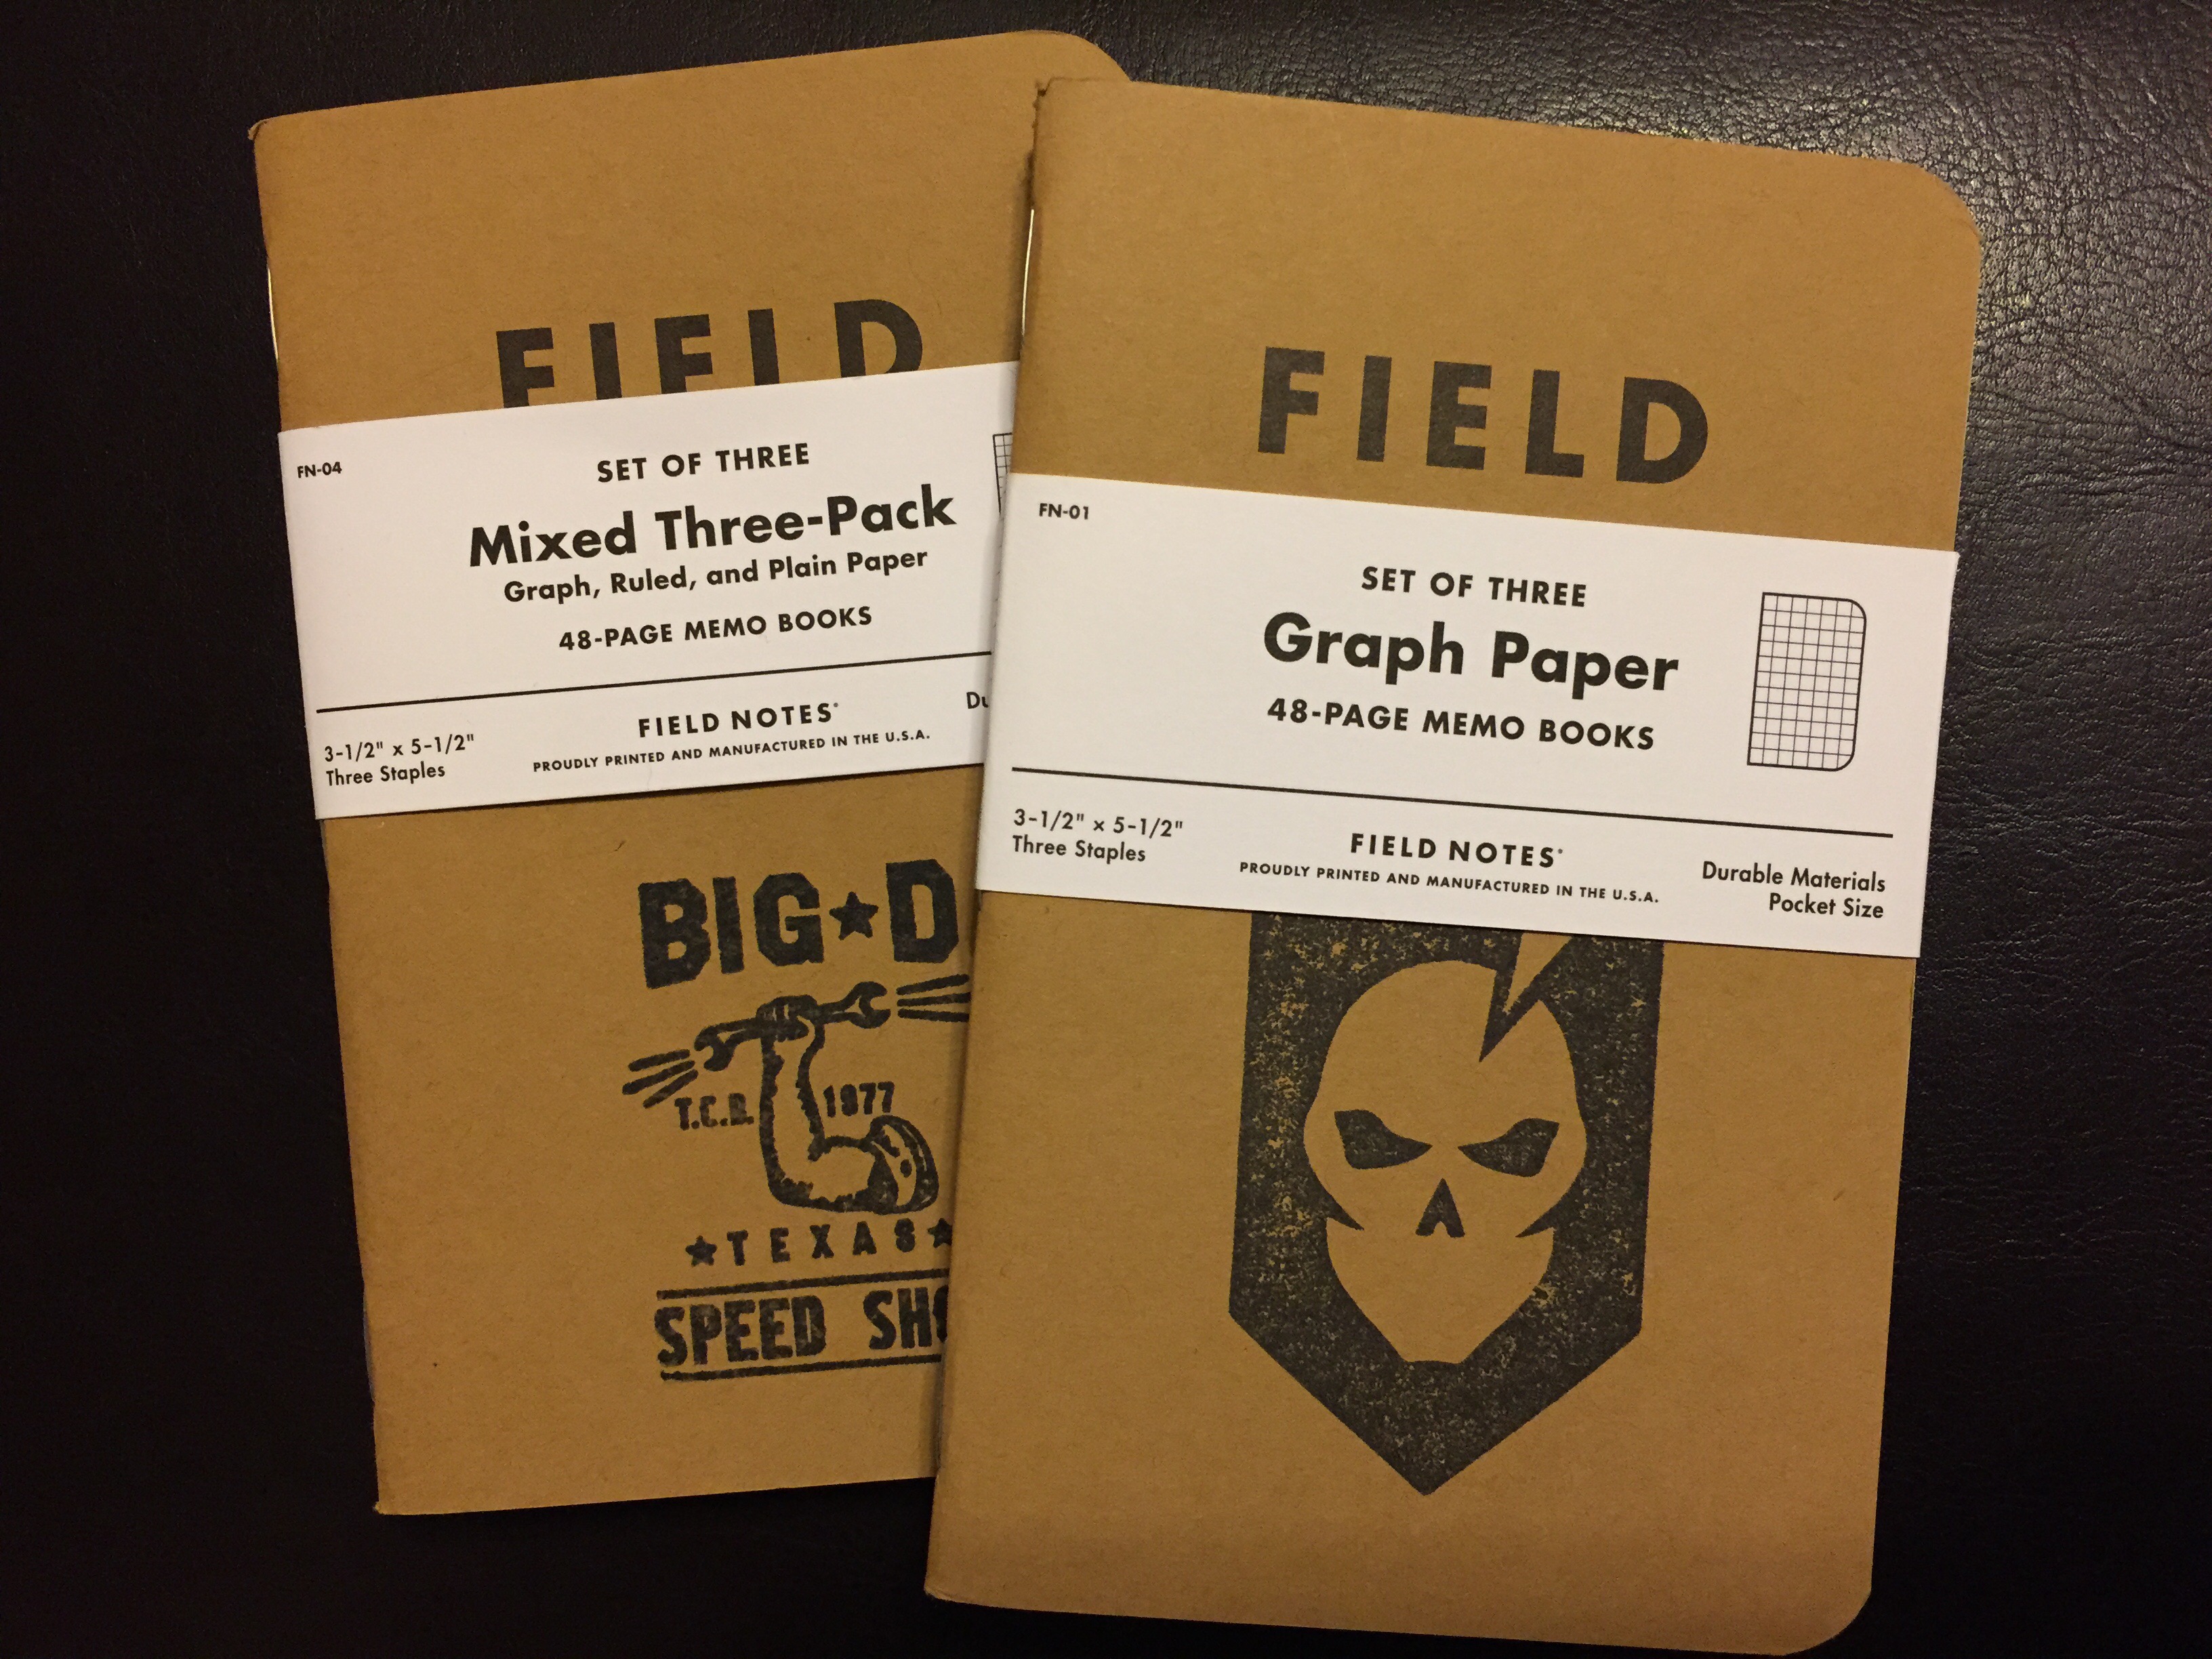 FIELD
FN-04
SET OF THREE
Mixed Three-Pack
Graph, Ruled, and Plain Paper
48-PAGE MEMO BOOKS
3-1/2" x 5-1/2"
Three Staples
FIELD NOTES
PROUDLY PRINTED AND MANUFACTURED IN THE U.S.A.
Du
BIG★D
T.C.B. 1977
★TEXAS★
SPEED SHO
FIELD
FN-01
SET OF THREE
Graph Paper
48-PAGE MEMO BOOKS
3-1/2" x 5-1/2"
Three Staples
FIELD NOTES
PROUDLY PRINTED AND MANUFACTURED IN THE U.S.A.
Durable Materials
Pocket Size